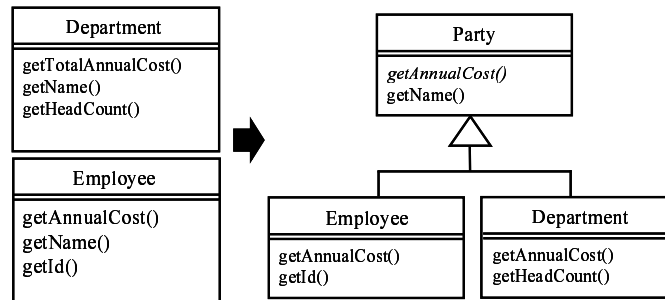 Department
getTotalAnnualCost()
getName()
getHeadCount()
Employee
getAnnualCost()
getName()
getId()
Party
getAnnualCost()
getName()
Employee
getAnnualCost()
getId()
Department
getAnnualCost()
getHeadCount()